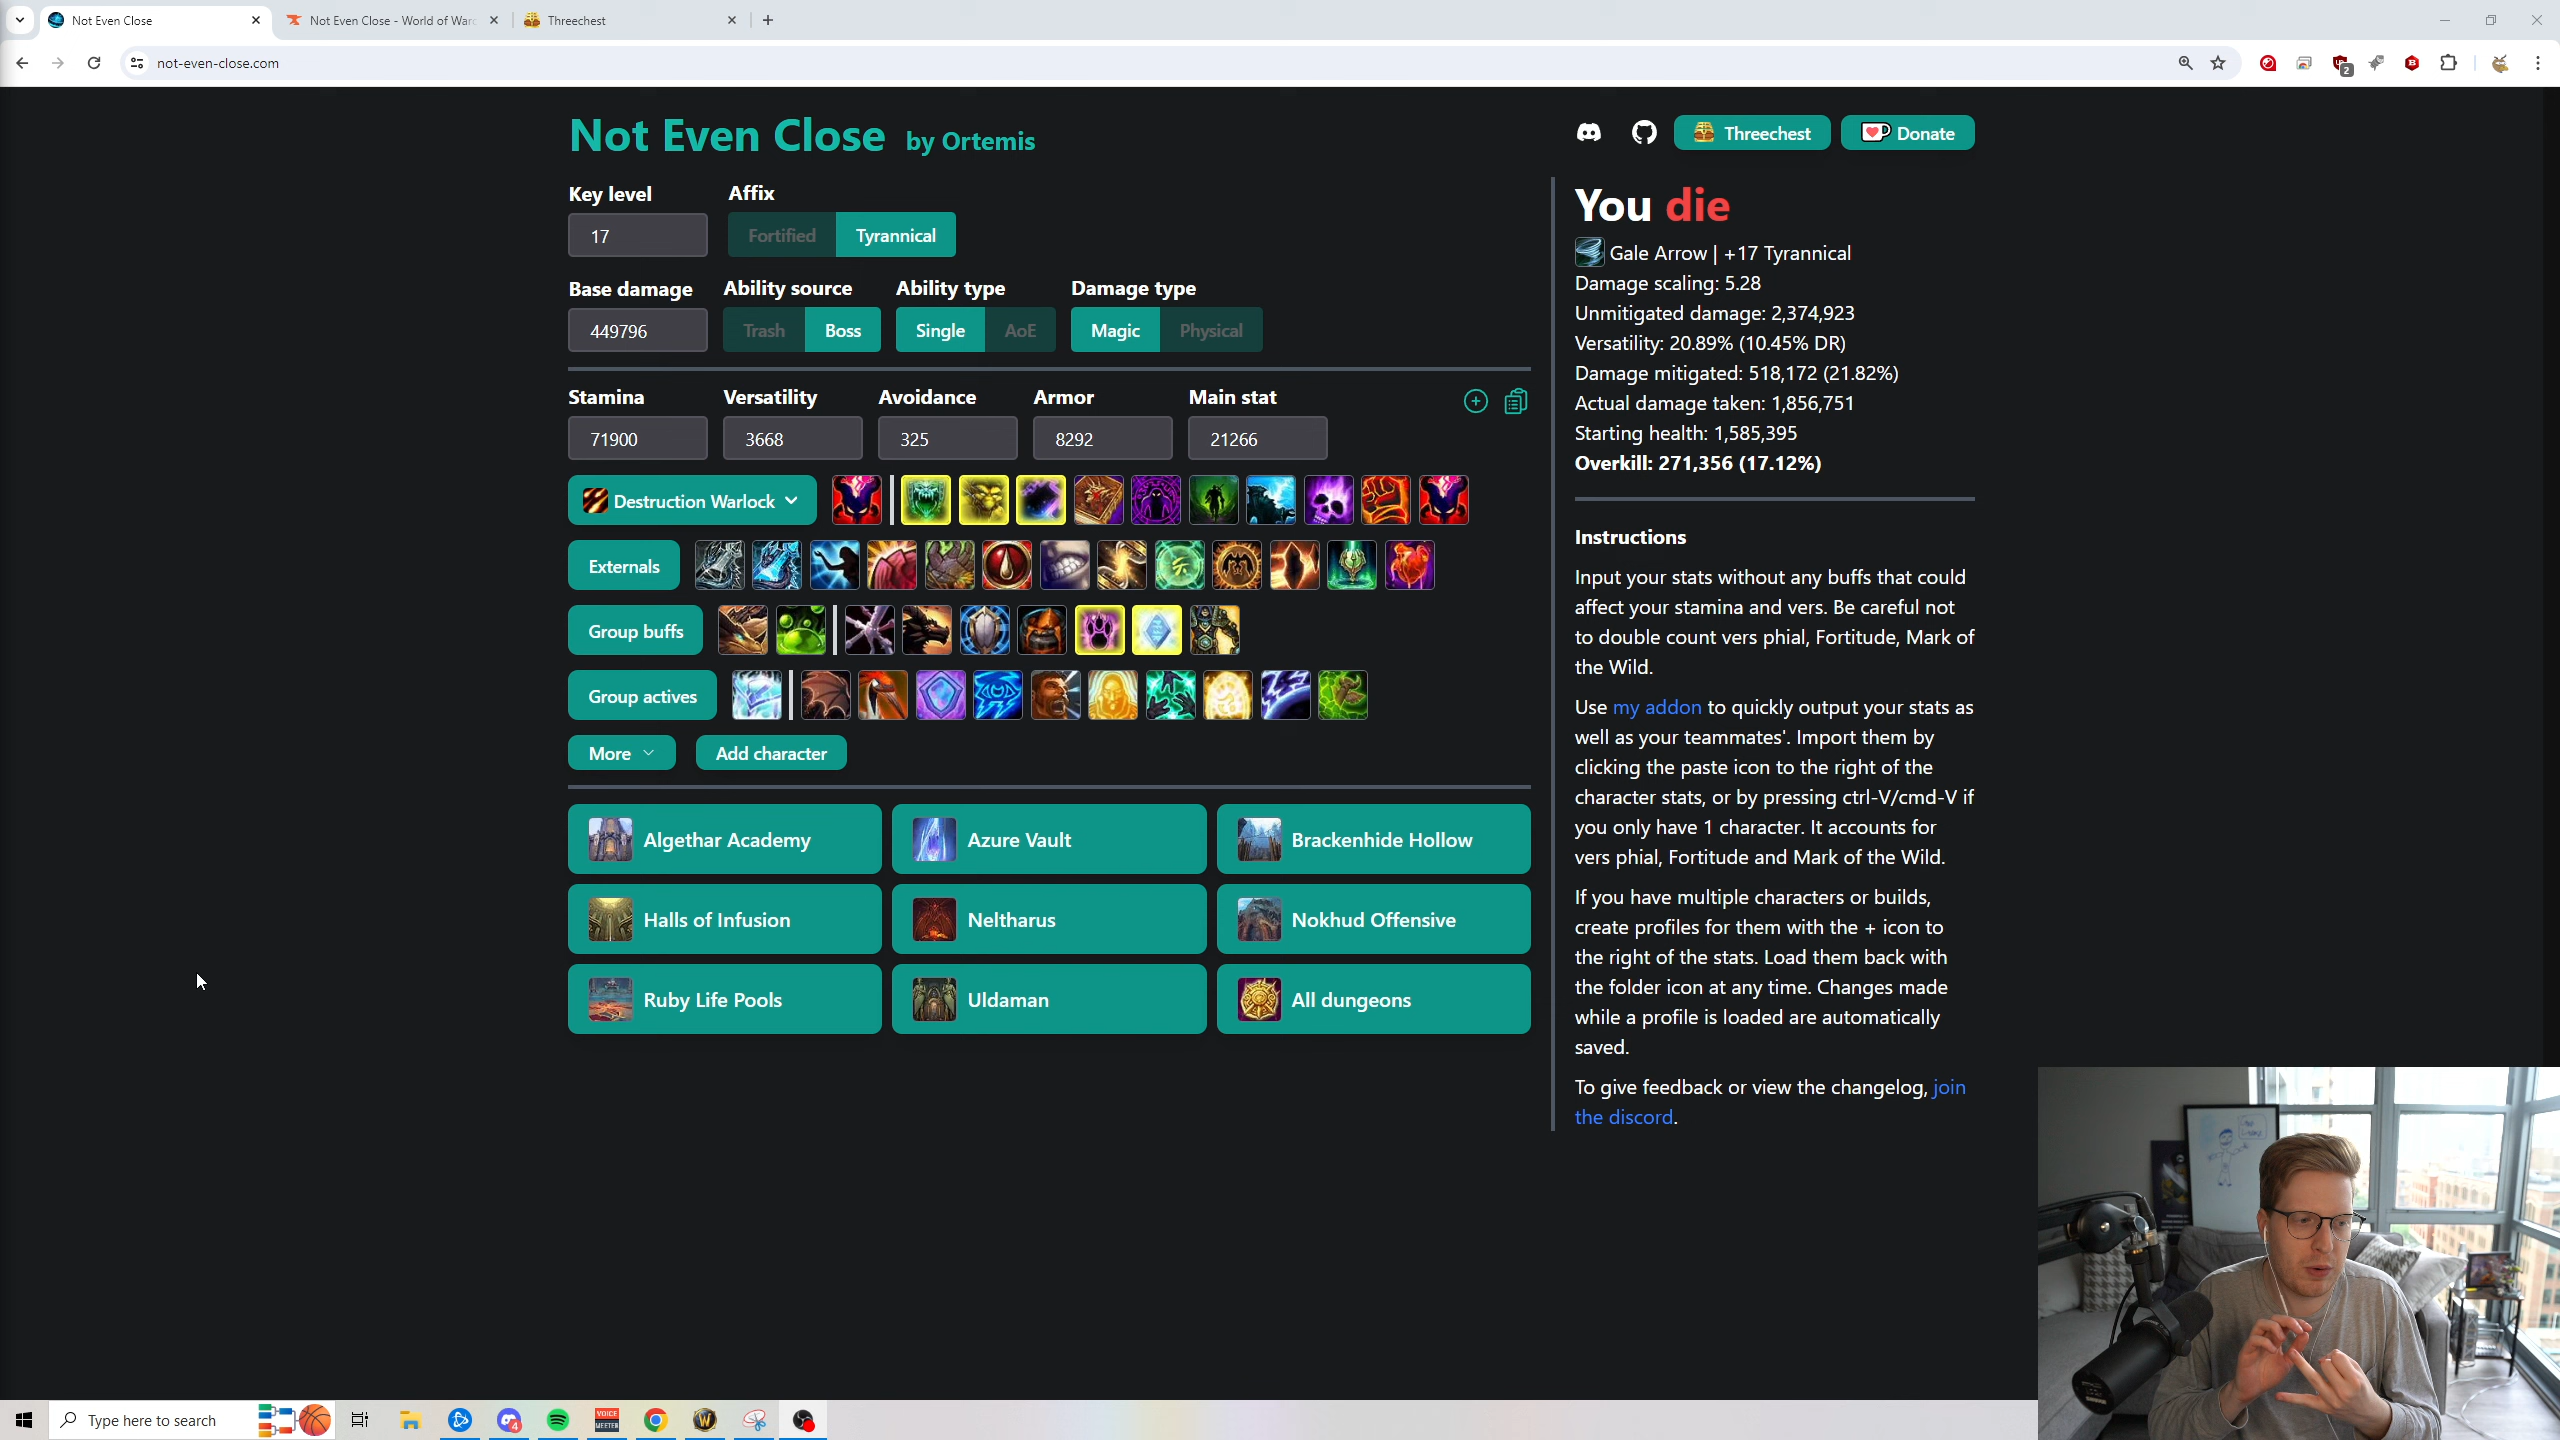 Not Even Close
Not Even Close - World of Warc
Threechest
not-even-close.com
2
Not Even Close by Ortemis
Threechest
Donate
Key level
Affix
17
Fortified
Tyrannical
Base damage
Ability source
Ability type
Damage type
449796
Trash
Boss
Single
AoE
Magic
Physical
Stamina
Versatility
Avoidance
Armor
Main stat
71900
3668
325
8292
21266
Destruction Warlock
Externals
Group buffs
Group actives
More
Add character
Algethar Academy
Azure Vault
Brackenhide Hollow
Halls of Infusion
Neltharus
Nokhud Offensive
Ruby Life Pools
Uldaman
All dungeons
You die
Gale Arrow | +17 Tyrannical
Damage scaling: 5.28
Unmitigated damage: 2,374,923
Versatility: 20.89% (10.45% DR)
Damage mitigated: 518,172 (21.82%)
Actual damage taken: 1,856,751
Starting health: 1,585,395
Overkill: 271,356 (17.12%)
Instructions
Input your stats without any buffs that could
affect your stamina and vers. Be careful not
to double count vers phial, Fortitude, Mark of
the Wild.
Use my addon to quickly output your stats as
well as your teammates'. Import them by
clicking the paste icon to the right of the
character stats, or by pressing ctrl-V/cmd-V if
you only have 1 character. It accounts for
vers phial, Fortitude and Mark of the Wild.
If you have multiple characters or builds,
create profiles for them with the + icon to
the right of the stats. Load them back with
the folder icon at any time. Changes made
while a profile is loaded are automatically
saved.
To give feedback or view the changelog, join
the discord.
Type here to search
4
VOICE
MEETER